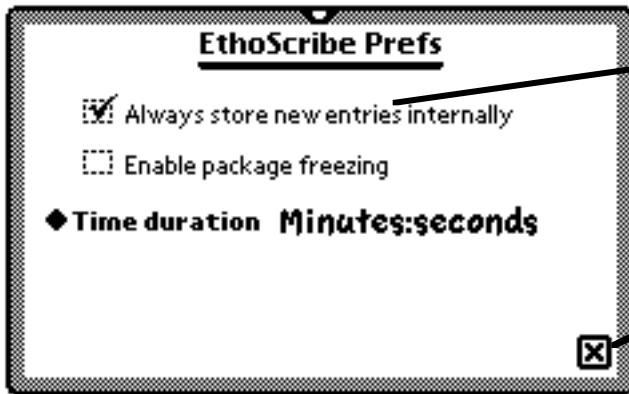 EthoScribe Prefs
Always store new entries internally
Enable package freezing
Time duration Minutes:seconds